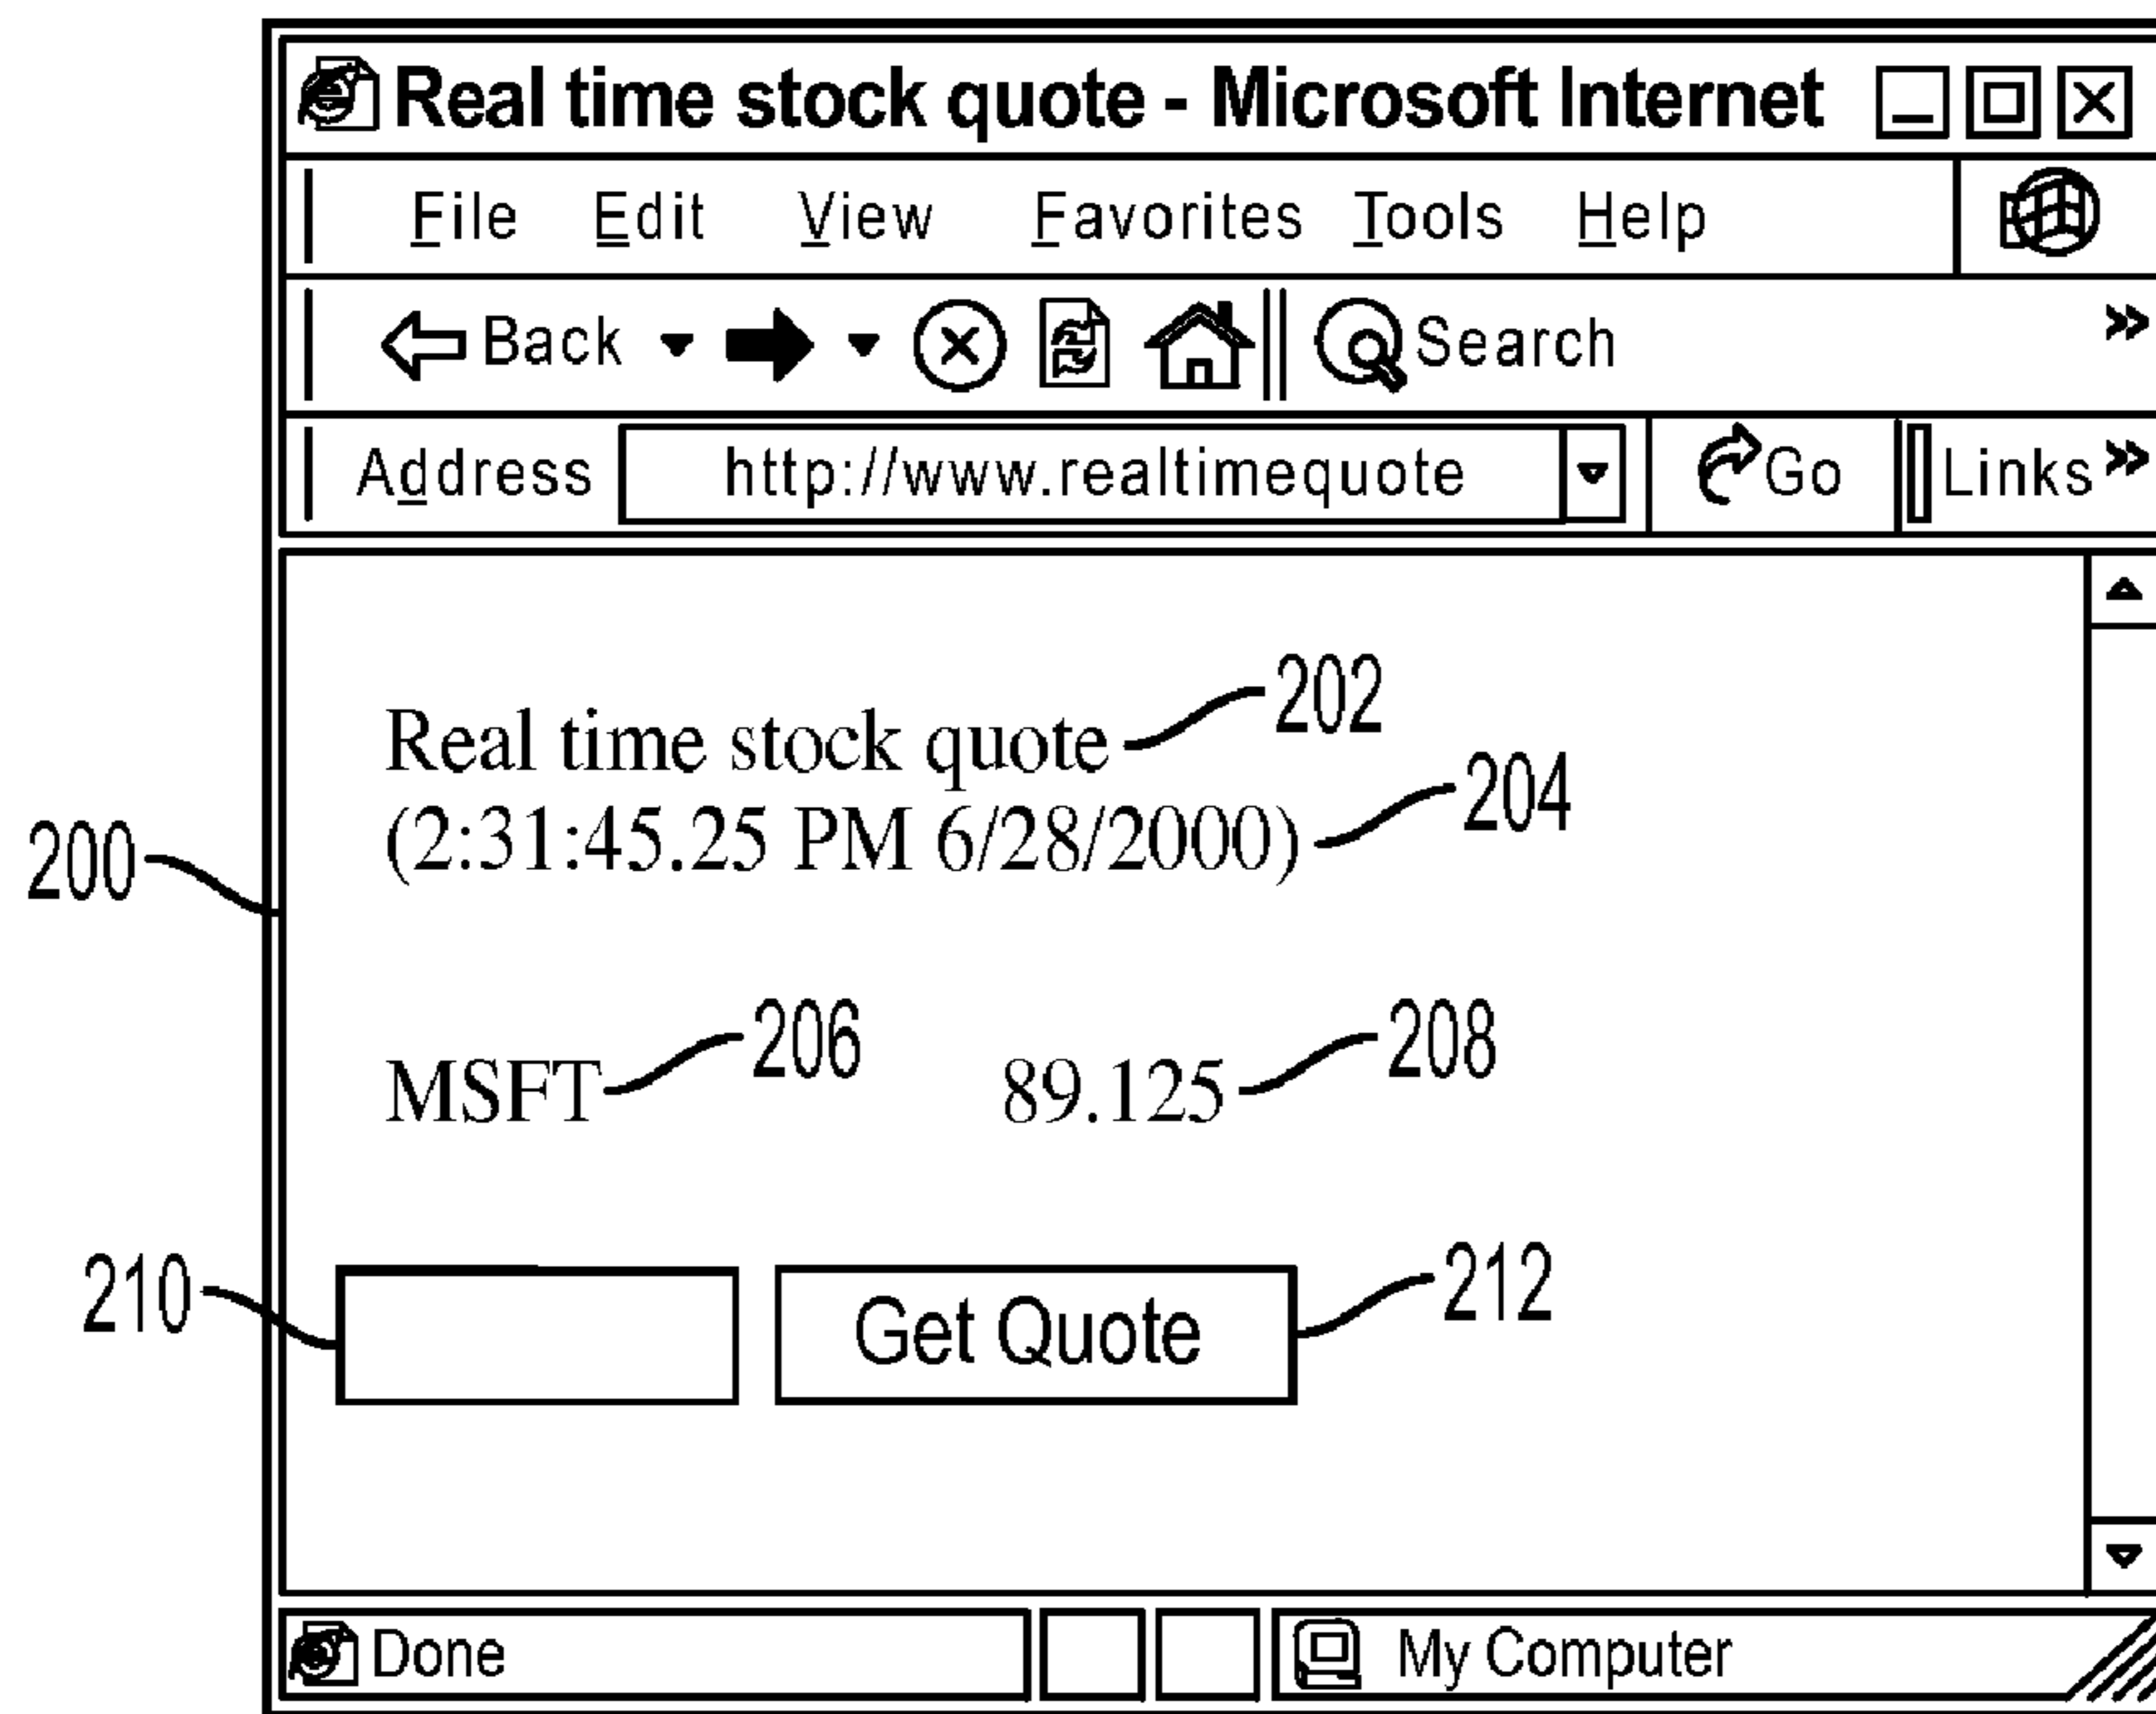 Real time stock quote - Microsoft Internet
File Edit View Favorites Tools Help
Back Search »
Address http://www.realtimequote Go Links »
202
Real time stock quote
204
(2:31:45.25 PM 6/28/2000)
200
206 208
MSFT 89.125
210 Get Quote 212
Done My Computer